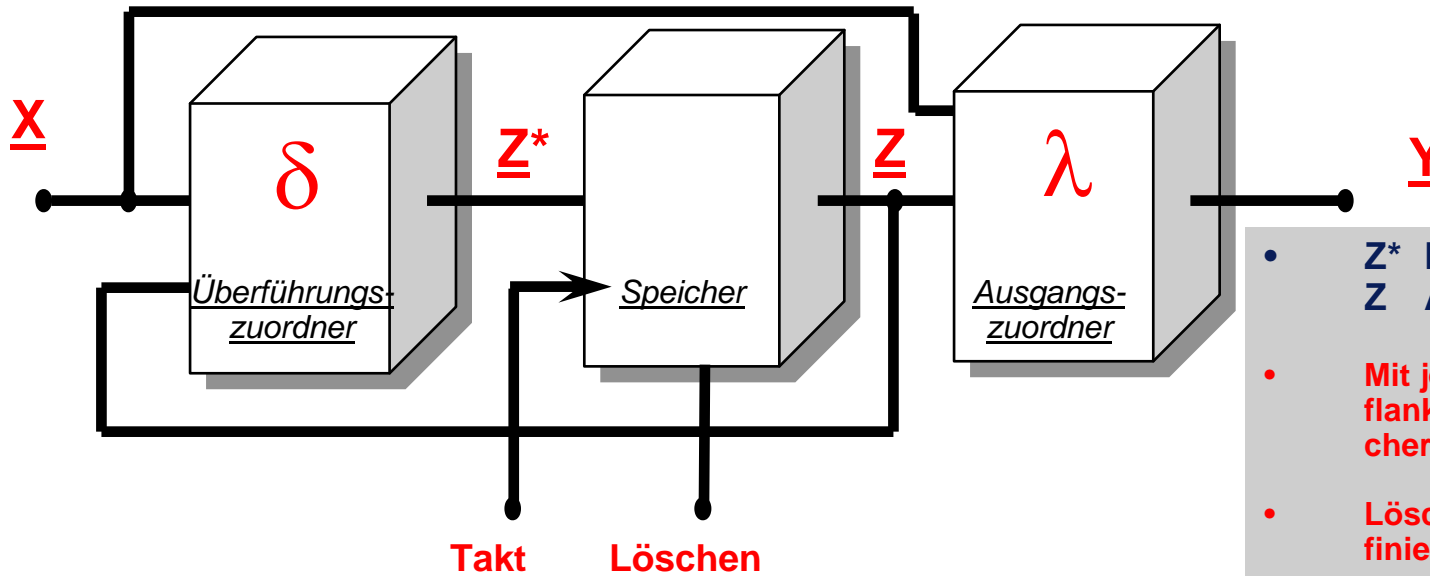 X
δ
Z*
Z
λ
Überführungs-
zuordner
Speicher
Ausgangs-
zuordner
Takt
Löschen
• Z*
Z
• Mit
flank
cher
• Lösc
finie